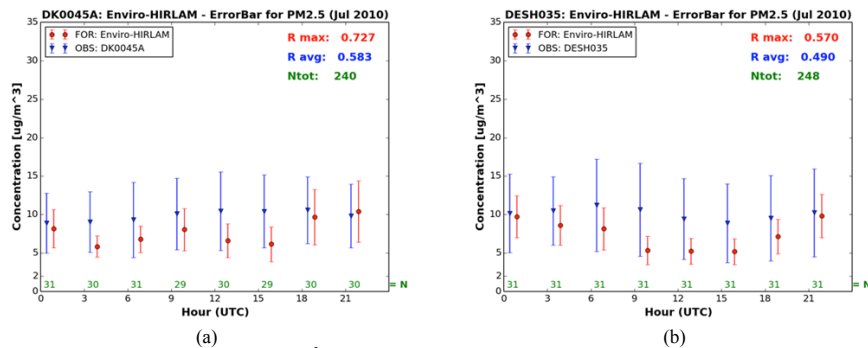 DK0045A: Enviro-HIRLAM - ErrorBar for PM2.5 (Jul 2010)
FOR: Enviro-HIRLAM
OBS: DK0045A
R max: 0.727
R avg: 0.583
Ntot: 240
Concentration [ug/m^3]
35
30
25
20
15
10
5
2
0
31 30 31 29 30 29 30 30 = N
0 3 6 9 12 15 18 21
Hour (UTC)
(a)
DESH035: Enviro-HIRLAM - ErrorBar for PM2.5 (Jul 2010)
FOR: Enviro-HIRLAM
OBS: DESH035
R max: 0.570
R avg: 0.490
Ntot: 248
Concentration [ug/m^3]
35
30
25
20
15
10
5
2
0
31 31 31 31 31 31 31 31 = N
0 3 6 9 12 15 18 21
Hour (UTC)
(b)